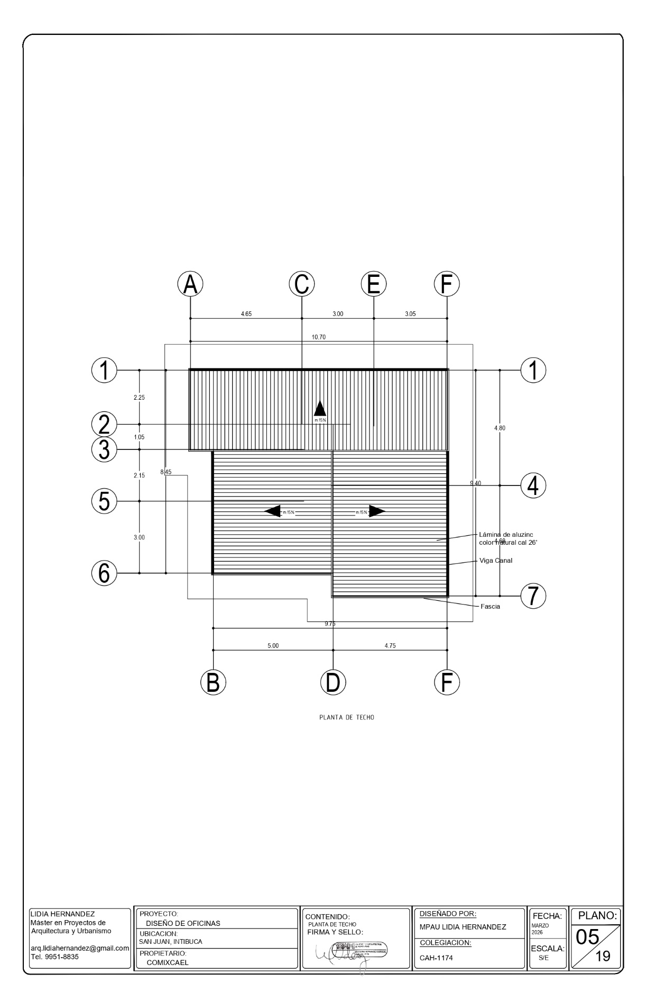 A C E F
4.65 3.00 3.05
10.70
1 1
2.25
2
m:15%
4.80
1.05
3
8.45
2.15
9.40
4
5
m:15% m:15%
Lámina de aluzinc
color natural cal 26'
3.00
4.60
Viga Canal
6
7
Fascia
9.75
5.00 4.75
B D F
PLANTA DE TECHO
LIDIA HERNANDEZ
Máster en Proyectos de
Arquitectura y Urbanismo
arq.lidiahernandez@gmail.com
Tel. 9951-8835
PROYECTO:
DISEÑO DE OFICINAS
UBICACION:
SAN JUAN, INTIBUCA
PROPIETARIO:
COMIXCAEL
CONTENIDO:
PLANTA DE TECHO
FIRMA Y SELLO:
DISEÑADO POR:
MPAU LIDIA HERNANDEZ
COLEGIACION:
CAH-1174
FECHA:
MARZO
2026
ESCALA:
S/E
PLANO:
05
19